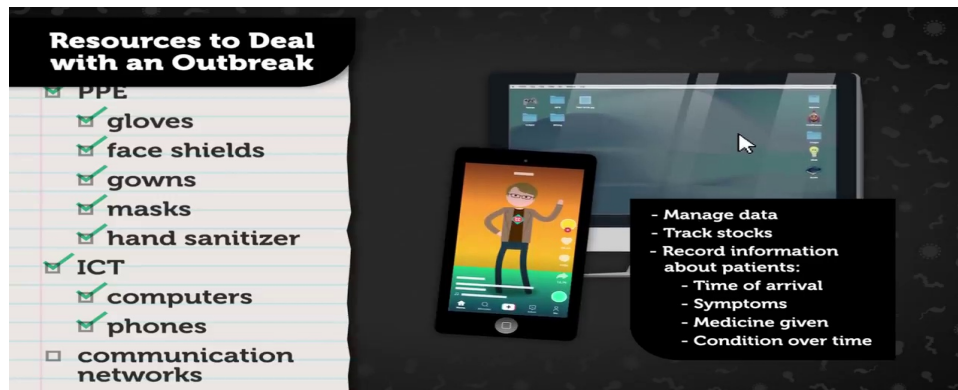 Resources to Deal
with an Outbreak
PPE
gloves
face shields
gowns
masks
hand sanitizer
ICT
computers
phones
communication
networks
- Manage data
- Track stocks
- Record information
about patients:
- Time of arrival
- Symptoms
- Medicine given
- Condition over time